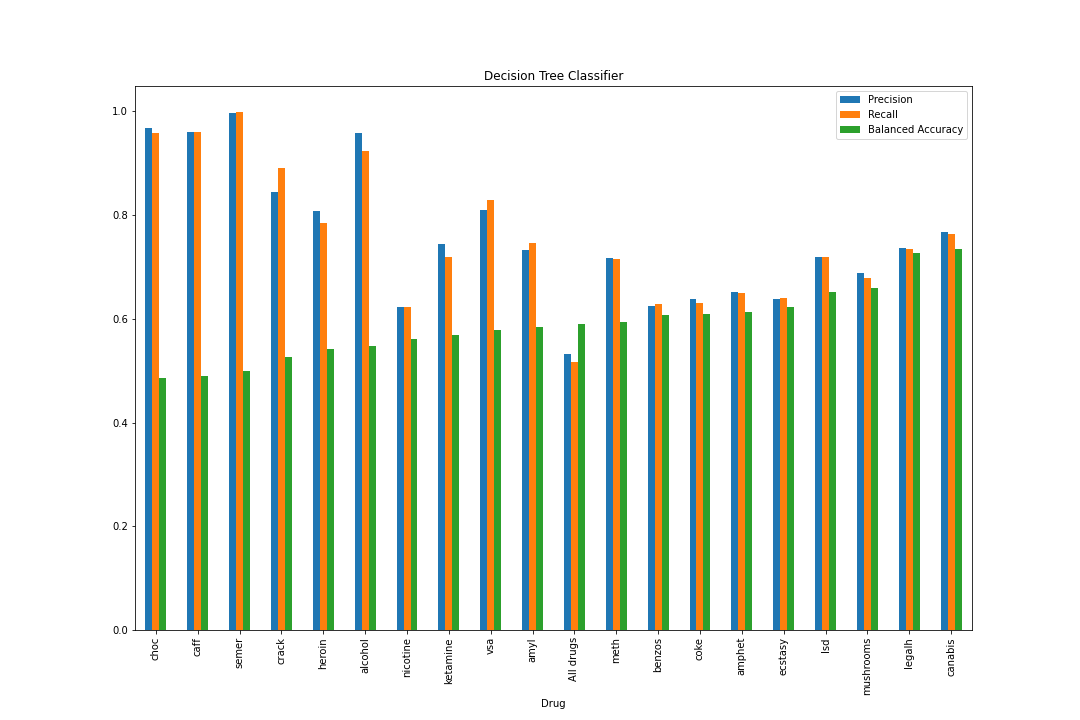 Decision Tree Classifier
Precision
Recall
Balanced Accuracy
1.0
0.8
0.6
0.4
0.2
0.0
choc
caff
semer
crack
heroin
alcohol
nicotine
ketamine
vsa
amyl
All drugs
meth
benzos
coke
amphet
ecstasy
lsd
mushrooms
legalh
canabis
Drug